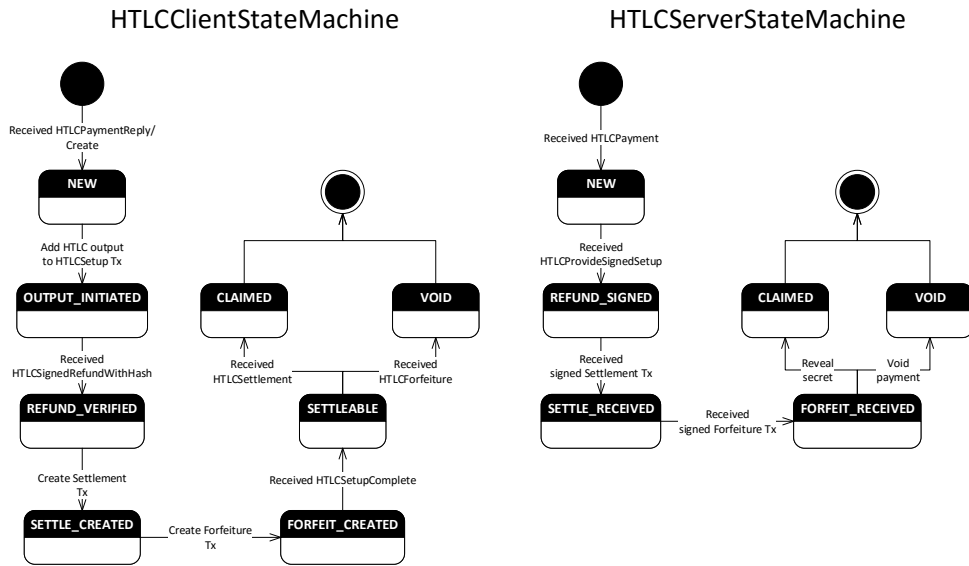 HTLCClientStateMachine
Received HTLCPaymentReply/
Create
NEW
Add HTLC output
to HTLCSetup Tx
OUTPUT_INITIATED
Received
HTLCSignedRefundWithHash
REFUND_VERIFIED
Create Settlement
Tx
SETTLE_CREATED
Create Forfeiture
Tx
FORFEIT_CREATED
Received HTLCSetupComplete
SETTLEABLE
Received
HTLCSettlement
Received
HTLCForfeiture
CLAIMED
VOID
HTLCServerStateMachine
Received HTLCPayment
NEW
Received
HTLCProvideSignedSetup
REFUND_SIGNED
Received
signed Settlement Tx
SETTLE_RECEIVED
Received
signed Forfeiture Tx
FORFEIT_RECEIVED
Reveal
secret
Void
payment
CLAIMED
VOID